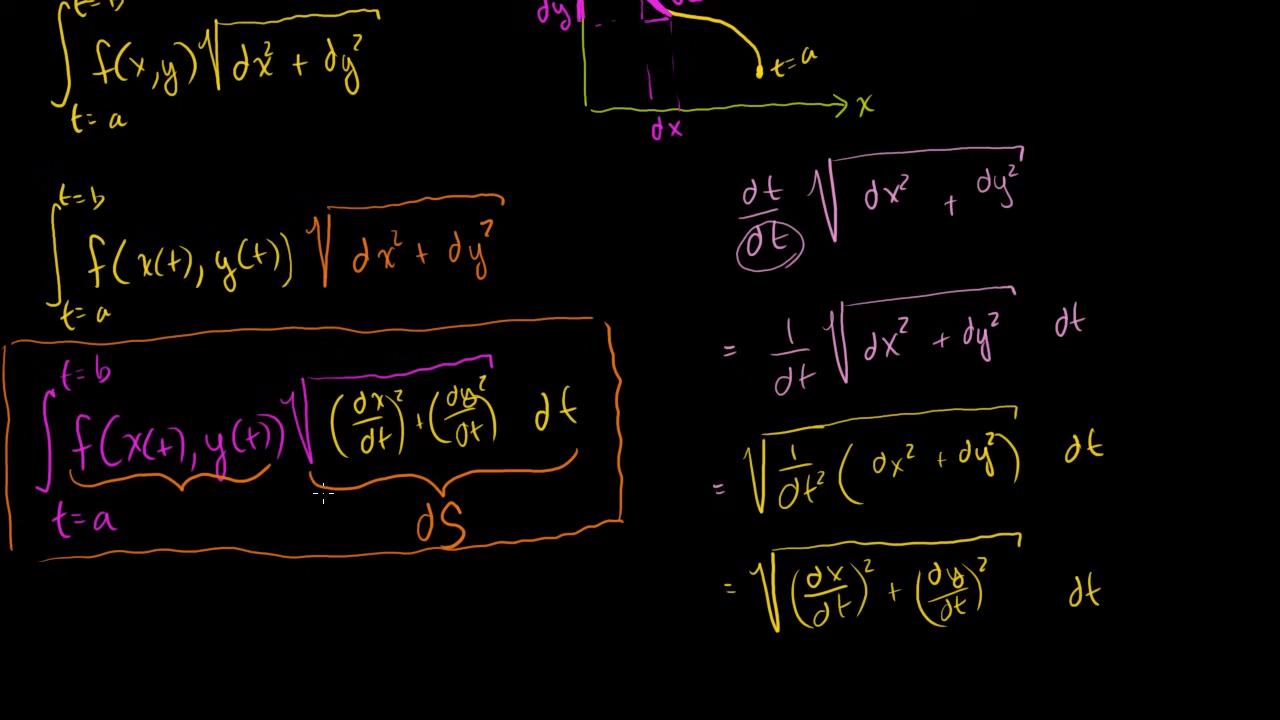 ∫ t=b
f(x,y) √(dx² + dy²)
t= a
dy
t=a
x
dx
∫ t=b
f(x(t), y(t)) √(dx² + dy²)
t= a
∫ t=b
f(x(t), y(t)) √((dx/dt)² + (dy/dt)²) dt
t=a
dS
dt/dt √(dx² + dy²)
= 1/dt √(dx² + dy²) dt
= √(1/dt² (dx² + dy²)) dt
= √((dx/dt)² + (dy/dt)²) dt